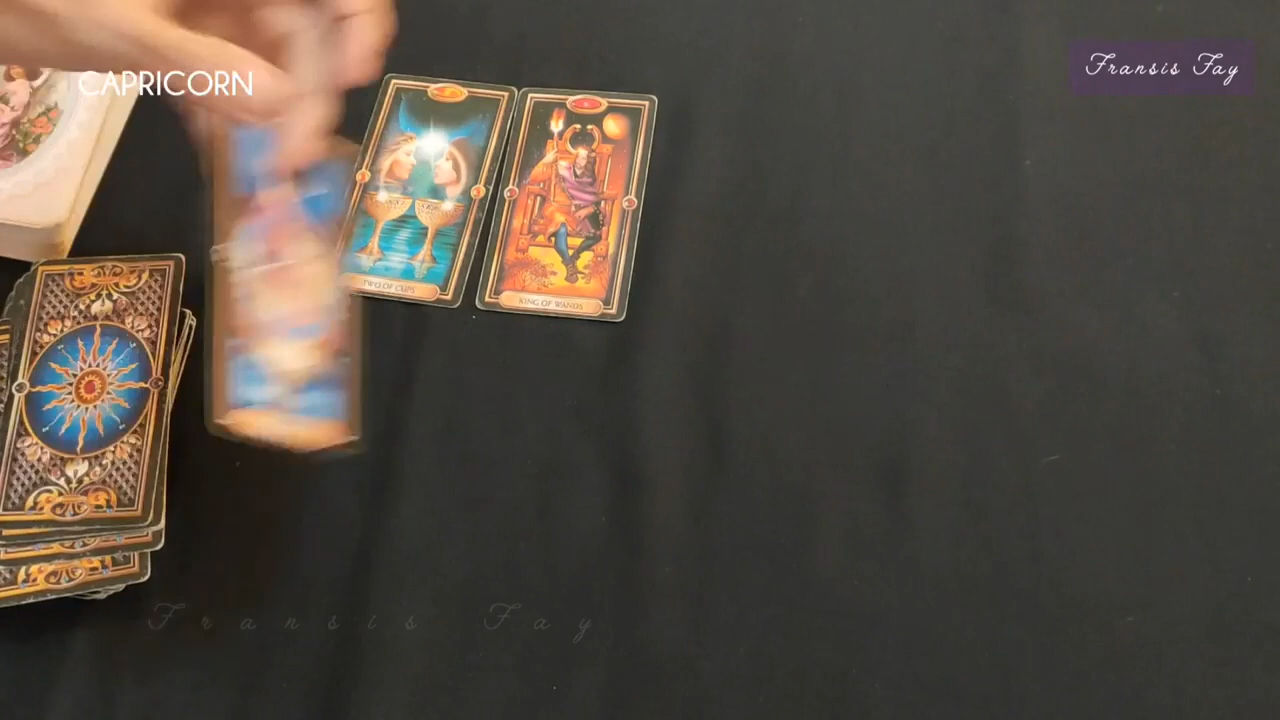 CAPRICORN
Fransis Fay
TWO OF CUPS
KING OF WANDS
Fransis Fay